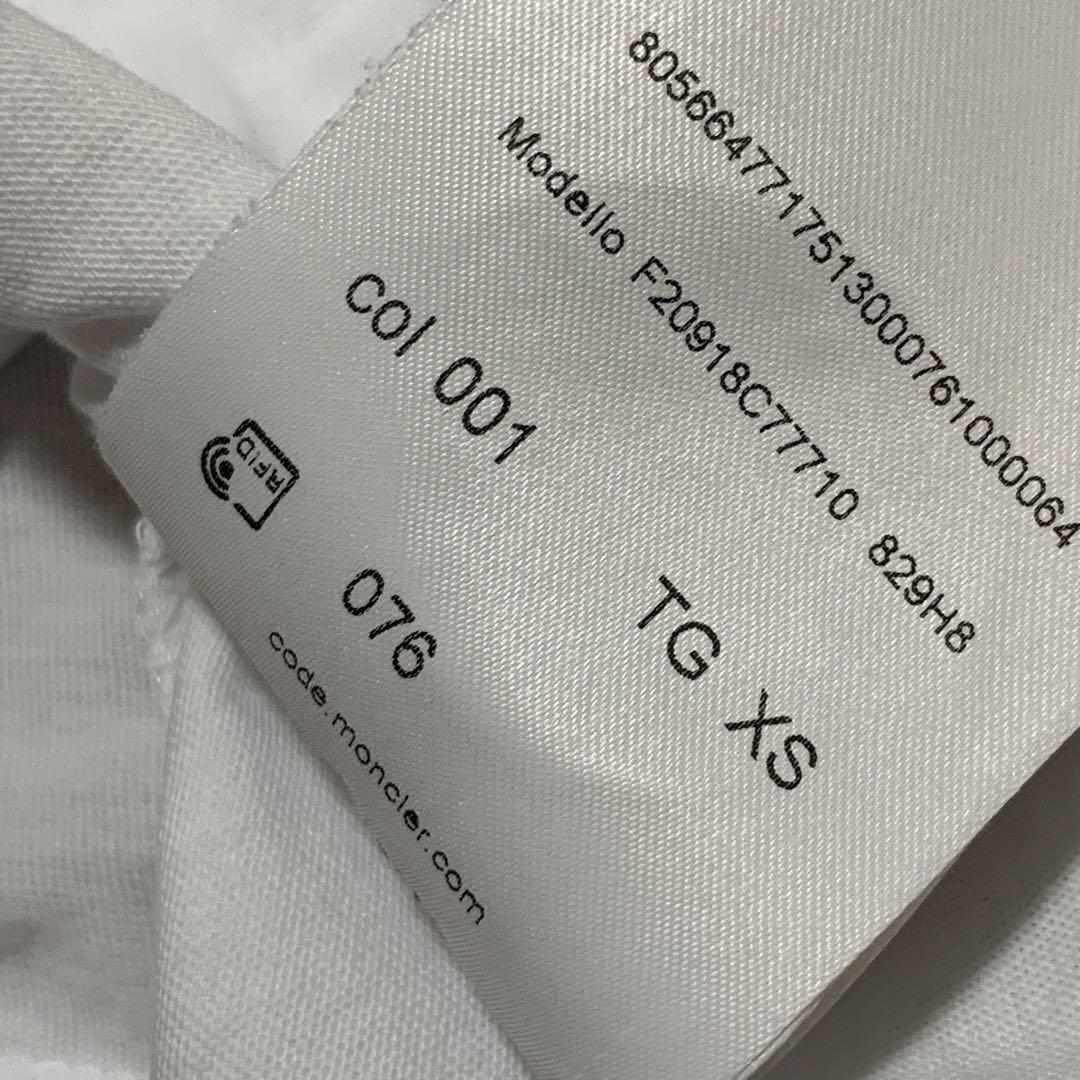 8056647717513000761000064
Modello F20918C77710 829H8
col 001 TG XS
RFID
076
code.moncler.com